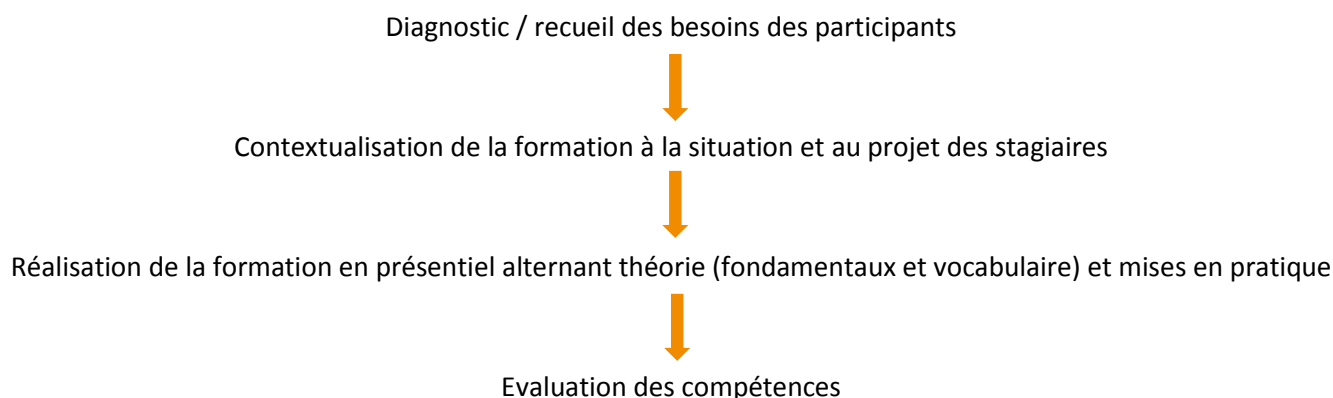 Diagnostic / recueil des besoins des participants
Contextualisation de la formation à la situation et au projet des stagiaires
Réalisation de la formation en présentiel alternant théorie (fondamentaux et vocabulaire) et mises en pratique
Evaluation des compétences